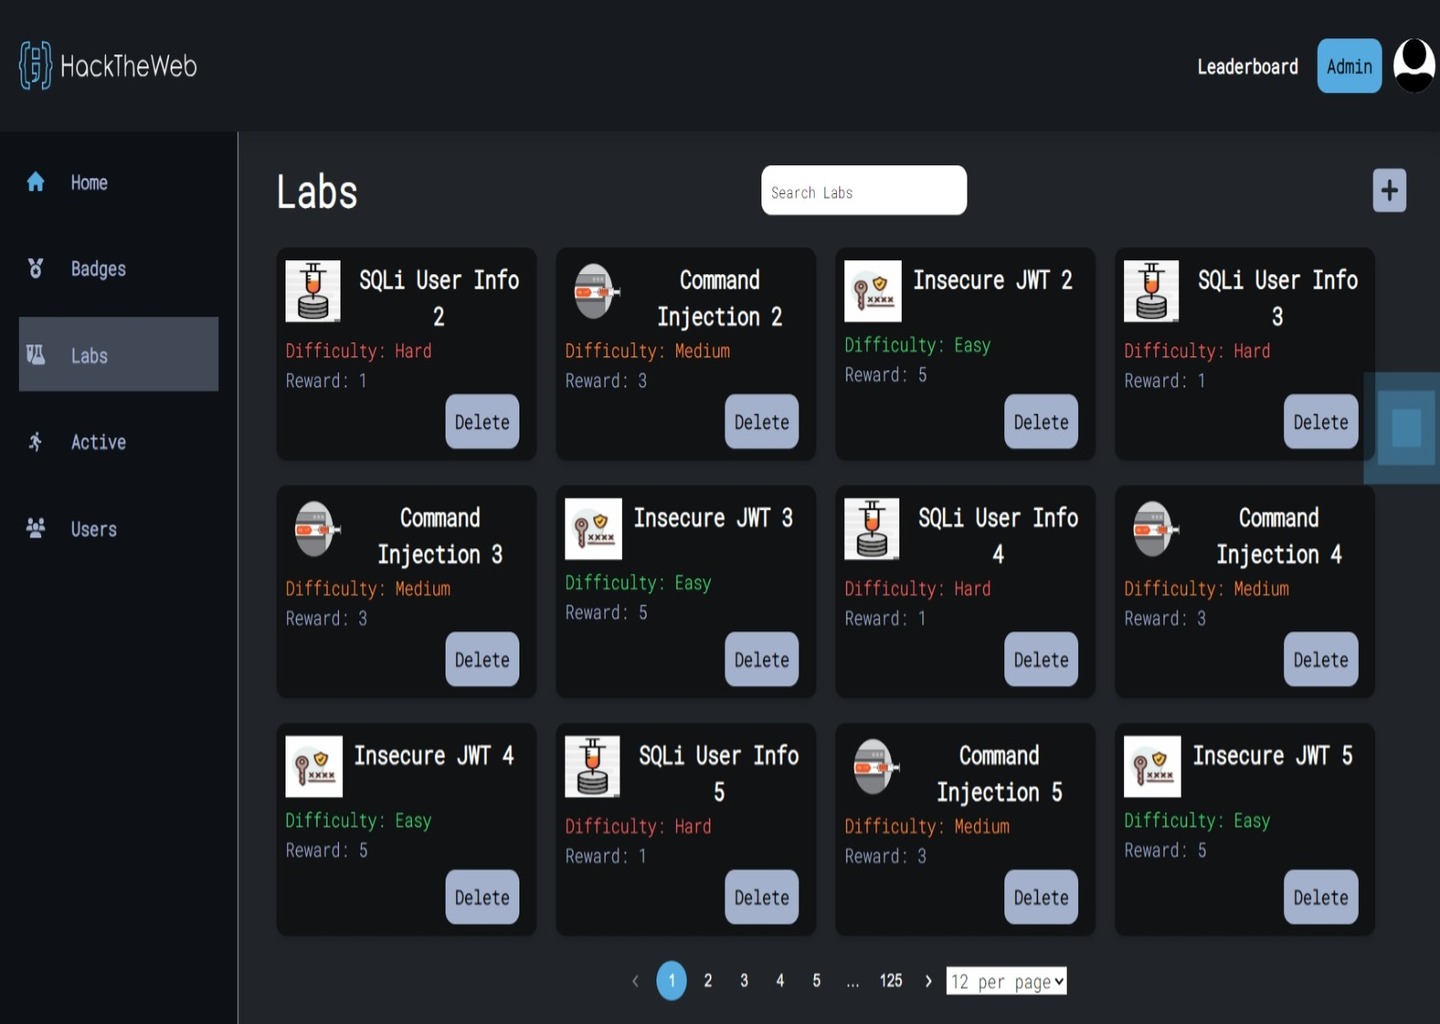 HackTheWeb
Leaderboard
Admin
Home
Badges
Labs
Active
Users
Labs
Search Labs
+
SQLi User Info
2
Difficulty: Hard
Reward: 1
Delete
Command
Injection 2
Difficulty: Medium
Reward: 3
Delete
Insecure JWT 2
Difficulty: Easy
Reward: 5
Delete
SQLi User Info
3
Difficulty: Hard
Reward: 1
Delete
Command
Injection 3
Difficulty: Medium
Reward: 3
Delete
Insecure JWT 3
Difficulty: Easy
Reward: 5
Delete
SQLi User Info
4
Difficulty: Hard
Reward: 1
Delete
Command
Injection 4
Difficulty: Medium
Reward: 3
Delete
Insecure JWT 4
Difficulty: Easy
Reward: 5
Delete
SQLi User Info
5
Difficulty: Hard
Reward: 1
Delete
Command
Injection 5
Difficulty: Medium
Reward: 3
Delete
Insecure JWT 5
Difficulty: Easy
Reward: 5
Delete
‹ 1 2 3 4 5 ... 125 › 12 per page